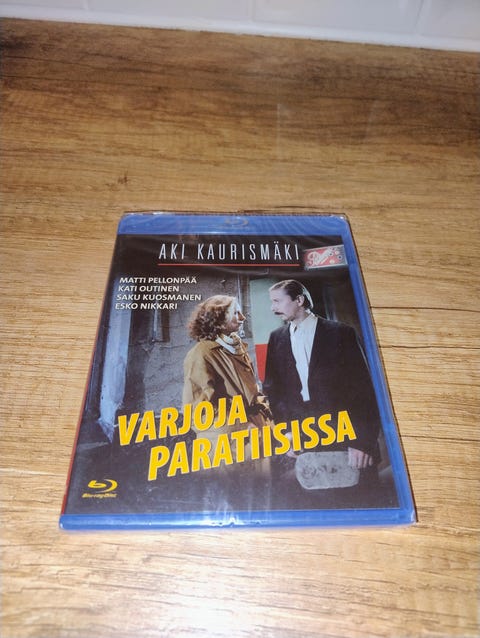 AKI KAURISMÄKI
MATTI PELLONPÄÄ
KATI OUTINEN
SAKU KUOSMANEN
ESKO NIKKARI
VARJOJA
PARATIISISSA
Blu-ray Disc